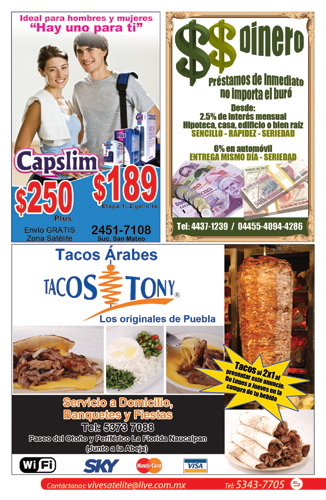 Ideal para hombres y mujeres
"Hay uno para ti"
Capslim
$250
Plus
$189
Etapa 1, 2 ya o te
Envío GRATIS
Zona Satélite
2451-7108
Suc. San Mateo
$$ Dinero
Préstamos de Inmediato
no importa el buró
Desde:
2.5% de interés mensual
Hipoteca, casa, edificio o bien raíz
SENCILLO - RAPIDEZ - SERIEDAD
6% en automóvil
ENTREGA MISMO DÍA - SERIEDAD
Tel: 4437-1239 / 04455-4094-4286
Tacos Árabes
TACOS TONY®
Los originales de Puebla
Tacos al 2x1 al
presentar este anuncio.
De Lunes a Jueves en la
compra de tu bebida
Servicio a Domicilio,
Banquetes y Fiestas
Tel: 5373 7088
Paseo del Otoño y Periférico La Florida Naucalpan
(Junto a la Abeja)
Wi Fi
SKY
MasterCard
VISA
Contáctanos: vivesatelite@live.com.mx
Tel: 5343-7705